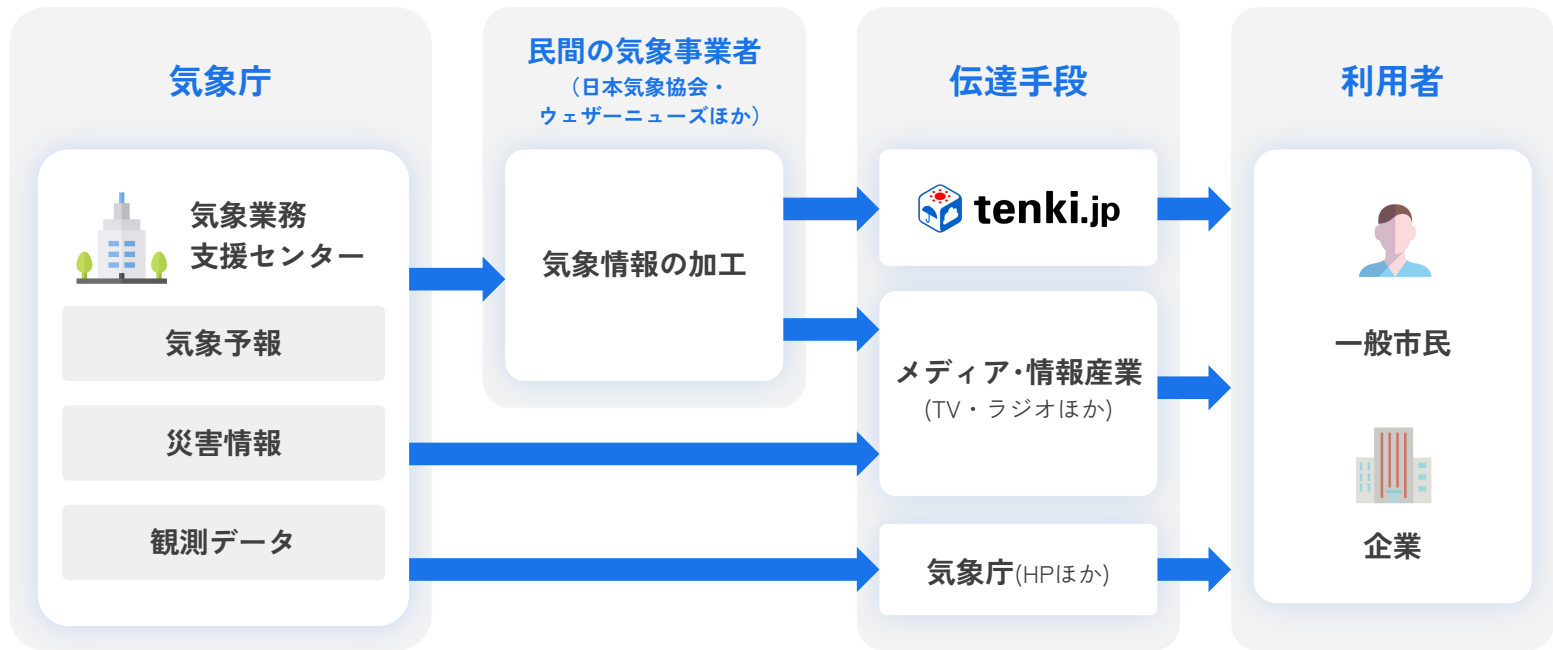 気象庁
気象業務
支援センター
気象予報
災害情報
観測データ
民間の気象事業者
(日本気象協会・
ウェザーニューズほか)
気象情報の加工
伝達手段
tenki.jp
メディア・情報産業
(TV・ラジオほか)
気象庁(HPほか)
利用者
一般市民
企業